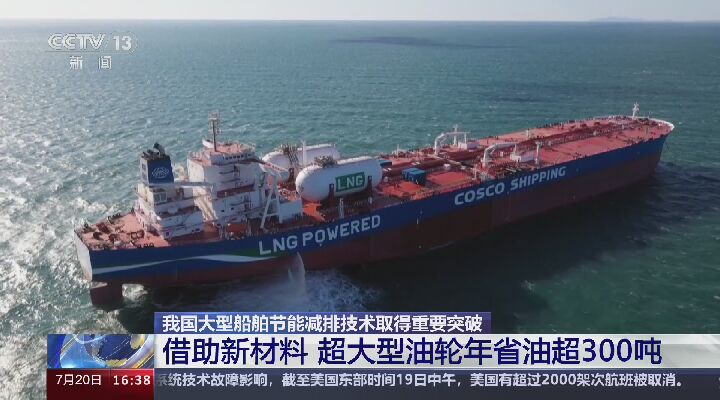 CCTV 13
新闻
LNG
LNG POWERED
COSCO SHIPPING
我国大型船舶节能减排技术取得重要突破
借助新材料 超大型油轮年省油超300吨
7月20日 16:38 系统技术故障影响，截至美国东部时间19日中午，美国有超过2000架次航班被取消。